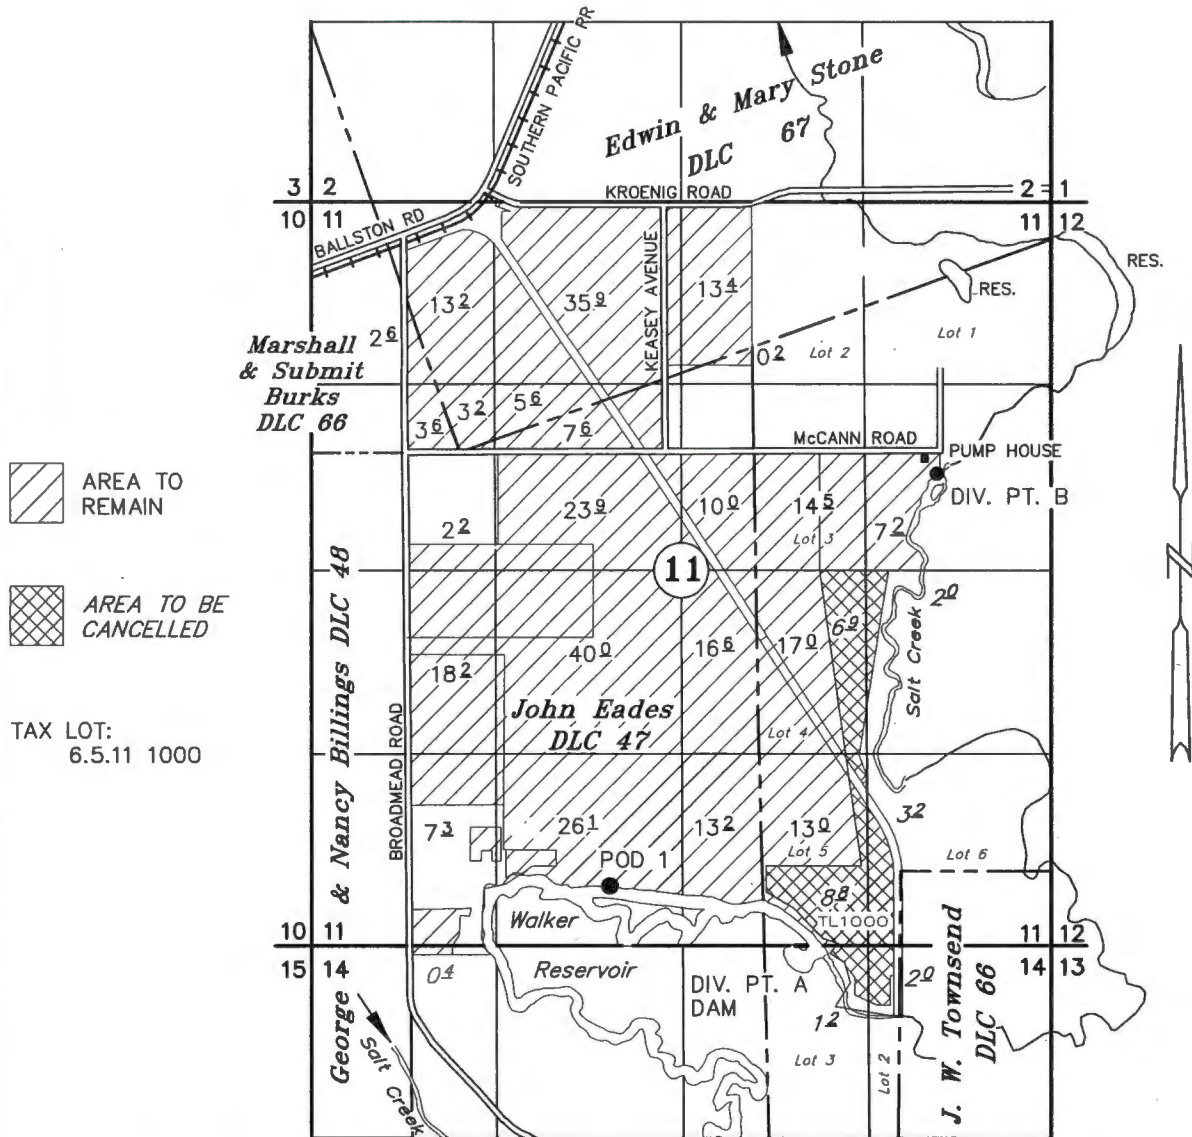 SOUTHERN PACIFIC RR
Edwin & Mary Stone
DLC 67
3 2
2 1
KROENIG ROAD
10 11
11 12
BALLSTON RD
RES.
RES.
KEASEY AVENUE
13 2
35 9
13 4
2 6
Lot 1
Lot 2
0 2
Marshall
& Submit
Burks
DLC 66
3 6
3 2
5 6
7 6
McCANN ROAD
PUMP HOUSE
DIV. PT. B
AREA TO
REMAIN
2 2
23 9
10 0
14 5
Lot 3
7 2
11
AREA TO BE
CANCELLED
2 0
6 9
Salt Creek
40 0
16 6
17 0
18 2
John Eades
DLC 47
Lot 4
TAX LOT:
6.5.11 1000
BROADMEAD ROAD
George & Nancy Billings DLC 48
7 3
26 1
13 2
13 0
3 2
Lot 5
Lot 6
POD 1
8 8
TL1000
Walker
Reservoir
10 11
11 12
15 14
14 13
0 4
DIV. PT. A
DAM
2 0
1 2
Lot 3
Lot 2
J. W. Townsend
DLC 66
Salt Creek
N